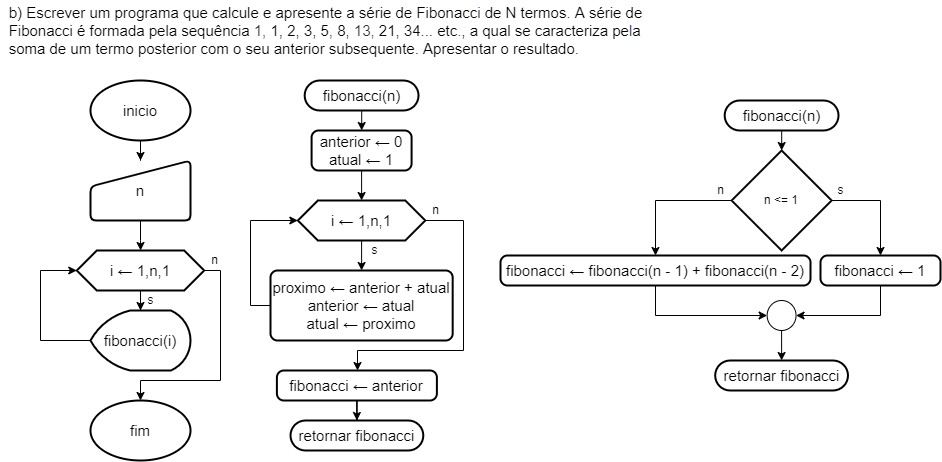 b) Escrever um programa que calcule e apresente a série de Fibonacci de N termos. A série de
Fibonacci é formada pela sequência 1, 1, 2, 3, 5, 8, 13, 21, 34... etc., a qual se caracteriza pela
soma de um termo posterior com o seu anterior subsequente. Apresentar o resultado.
inicio
n
i ← 1,n,1
n
s
fibonacci(i)
fim
fibonacci(n)
anterior ← 0
atual ← 1
i ← 1,n,1
n
s
proximo ← anterior + atual
anterior ← atual
atual ← proximo
fibonacci ← anterior
retornar fibonacci
fibonacci(n)
n <= 1
n
s
fibonacci ← fibonacci(n - 1) + fibonacci(n - 2)
fibonacci ← 1
retornar fibonacci